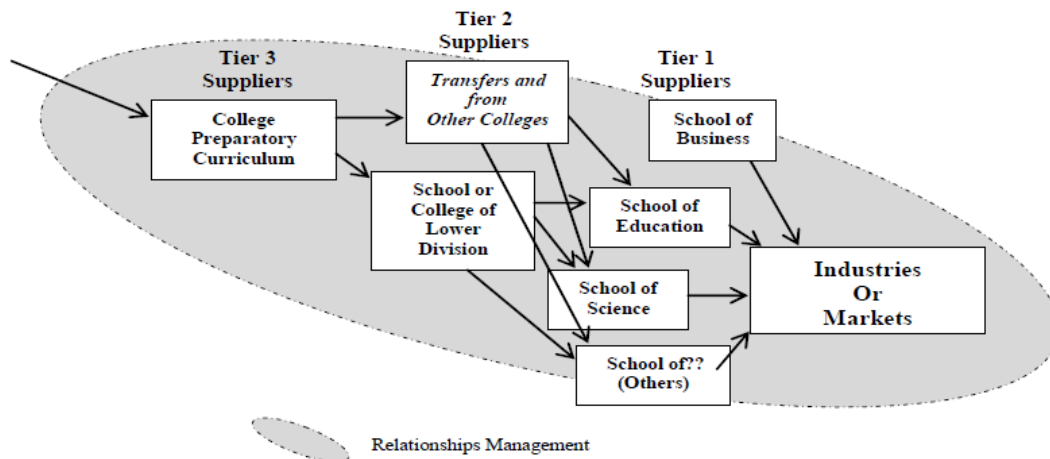 Tier 2
Suppliers
Tier 3
Suppliers
Tier 1
Suppliers
Transfers and
from
Other Colleges
College
Preparatory
Curriculum
School of
Business
School or
College of
Lower
Division
School of
Education
Industries
Or
Markets
School of
Science
School of??
(Others)
Relationships Management